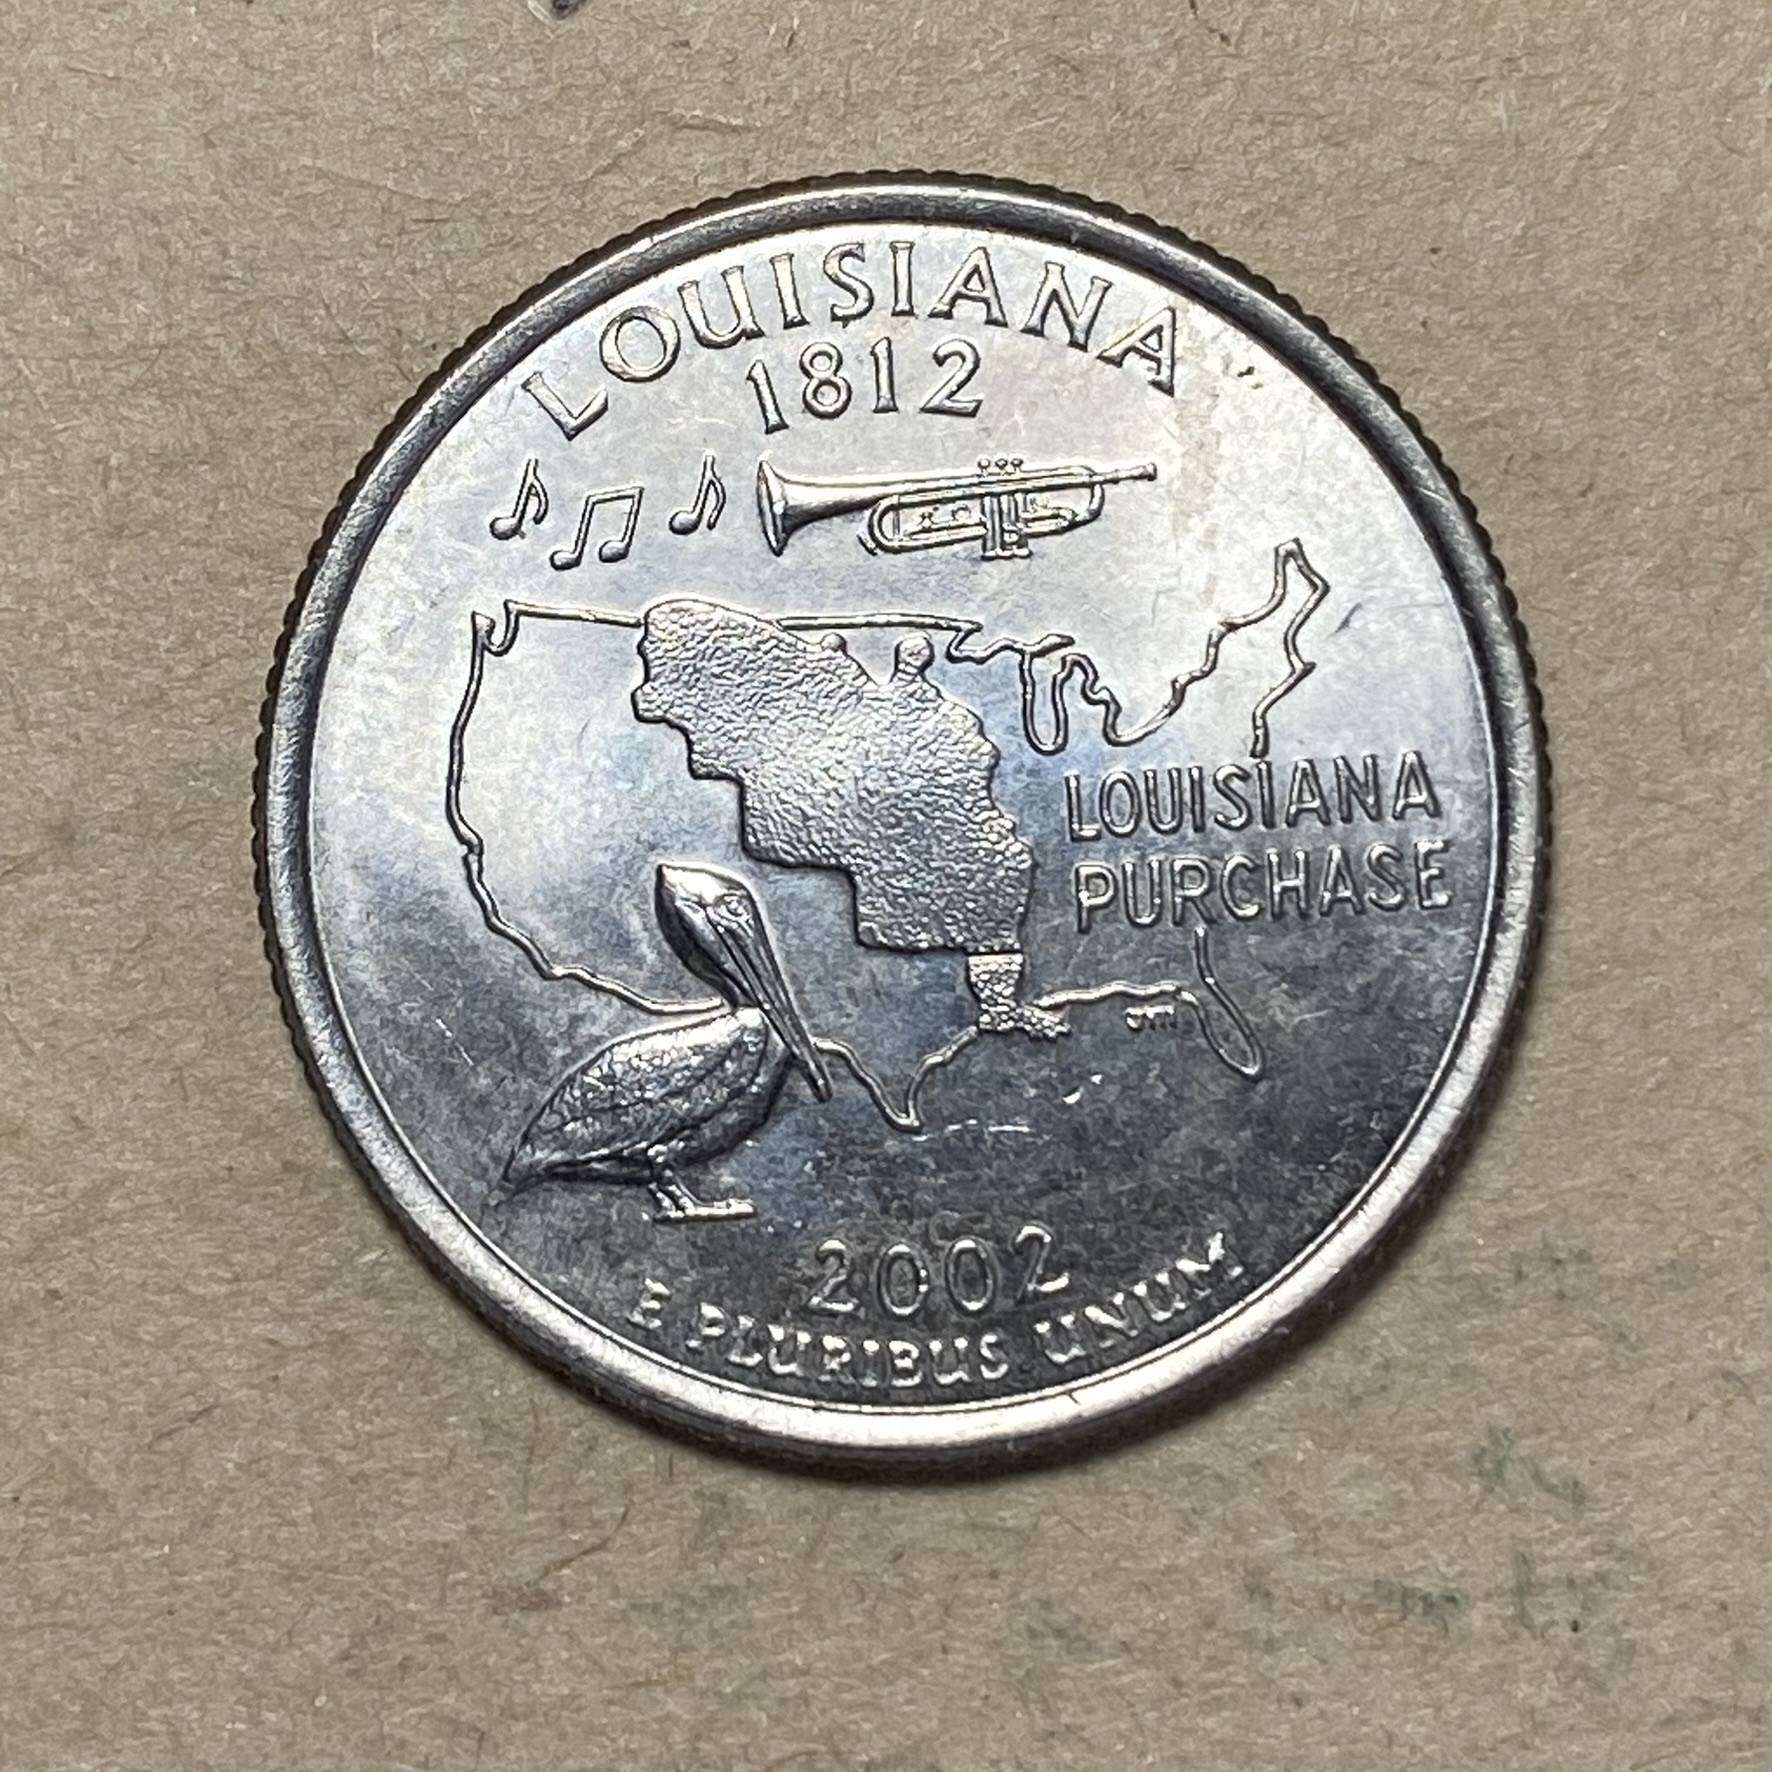 LOUISIANA
1812
LOUISIANA
PURCHASE
2002
E PLURIBUS UNUM